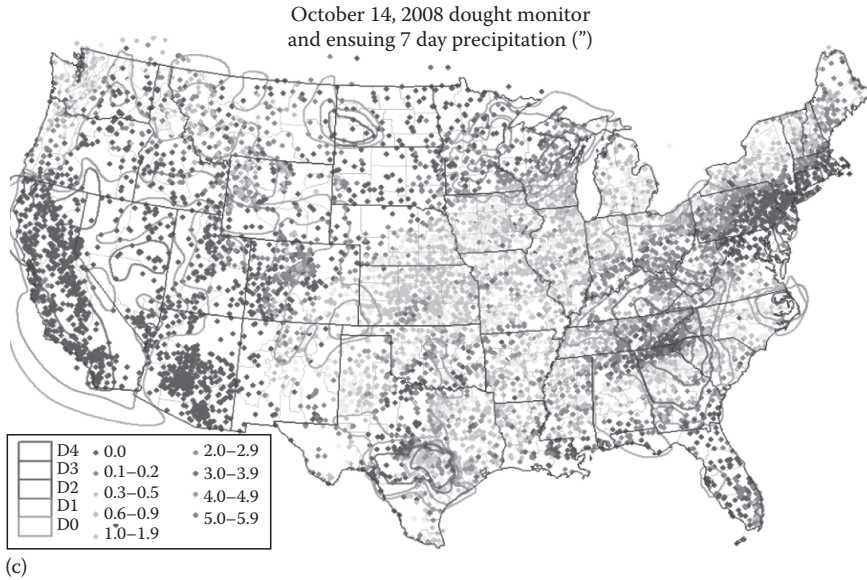 October 14, 2008 dought monitor
and ensuing 7 day precipitation (”)
D4
D3
D2
D1
D0
0.0
0.1–0.2
0.3–0.5
0.6–0.9
1.0–1.9
2.0–2.9
3.0–3.9
4.0–4.9
5.0–5.9
(c)